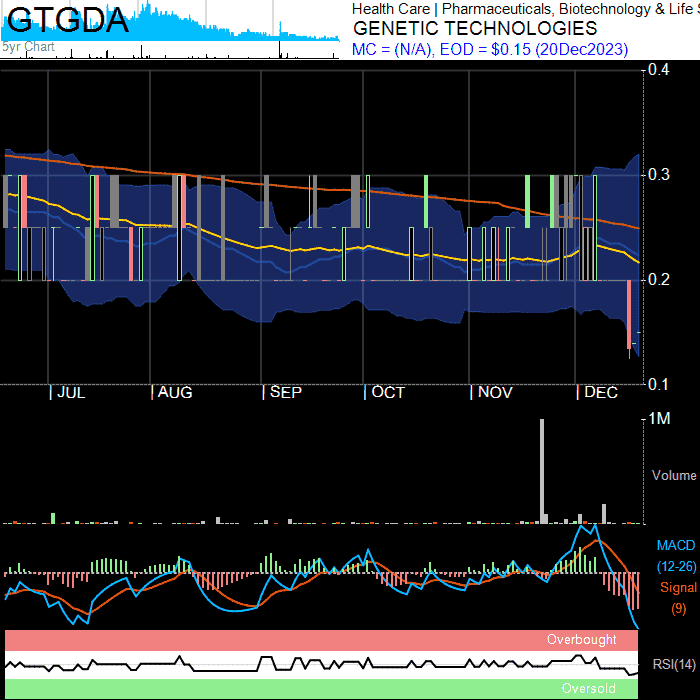 GTGDA
5yr Chart
Health Care | Pharmaceuticals, Biotechnology & Life S
GENETIC TECHNOLOGIES
MC = (N/A), EOD = $0.15 (20Dec2023)
0.4
0.3
0.2
0.1
| JUL | AUG | SEP | OCT | NOV | DEC
1M
Volume
MACD
(12-26)
Signal
(9)
Overbought
RSI(14)
Oversold